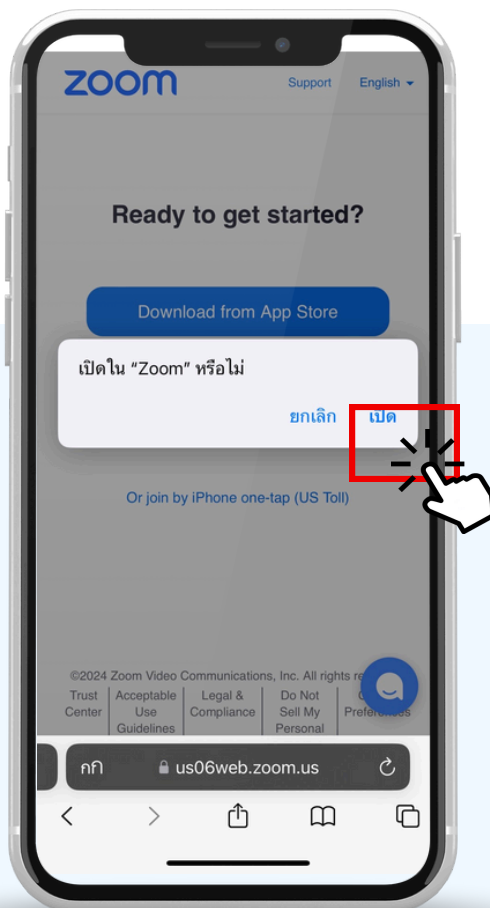 zoom
Support English
Ready to get started?
Download from App Store
เปิดใน “Zoom” หรือไม่
ยกเลิก เปิด
Or join by iPhone one-tap (US Toll)
©2024 Zoom Video Communications, Inc. All rights
Trust Center
Acceptable Use Guidelines
Legal & Compliance
Do Not Sell My Personal
กก us06web.zoom.us